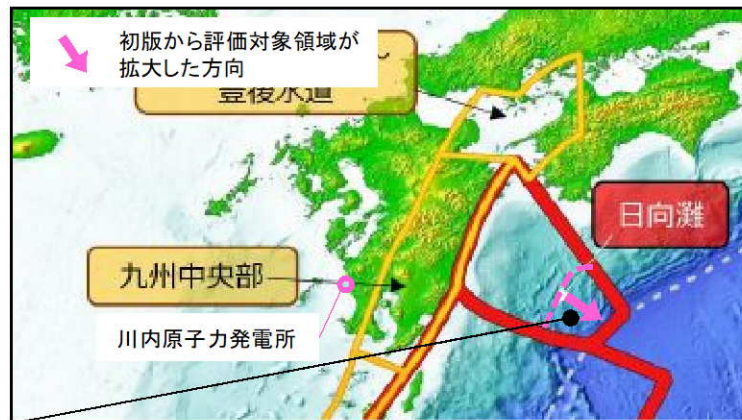 初版から評価対象領域が
拡大した方向
～
豊後水道
日向灘
九州中央部
川内原子力発電所